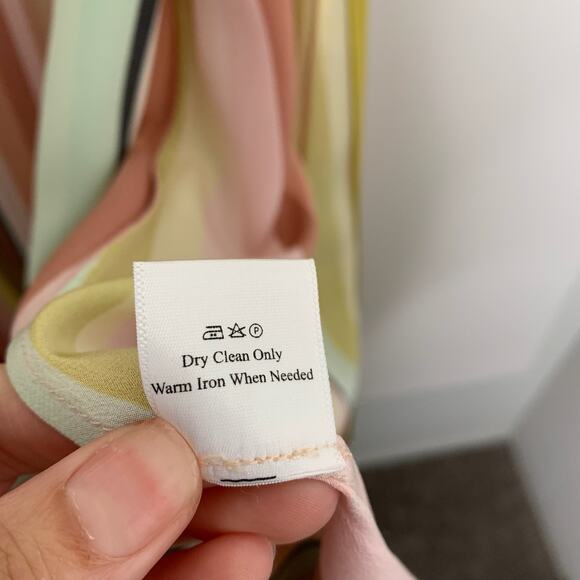 P
Dry Clean Only
Warm Iron When Needed